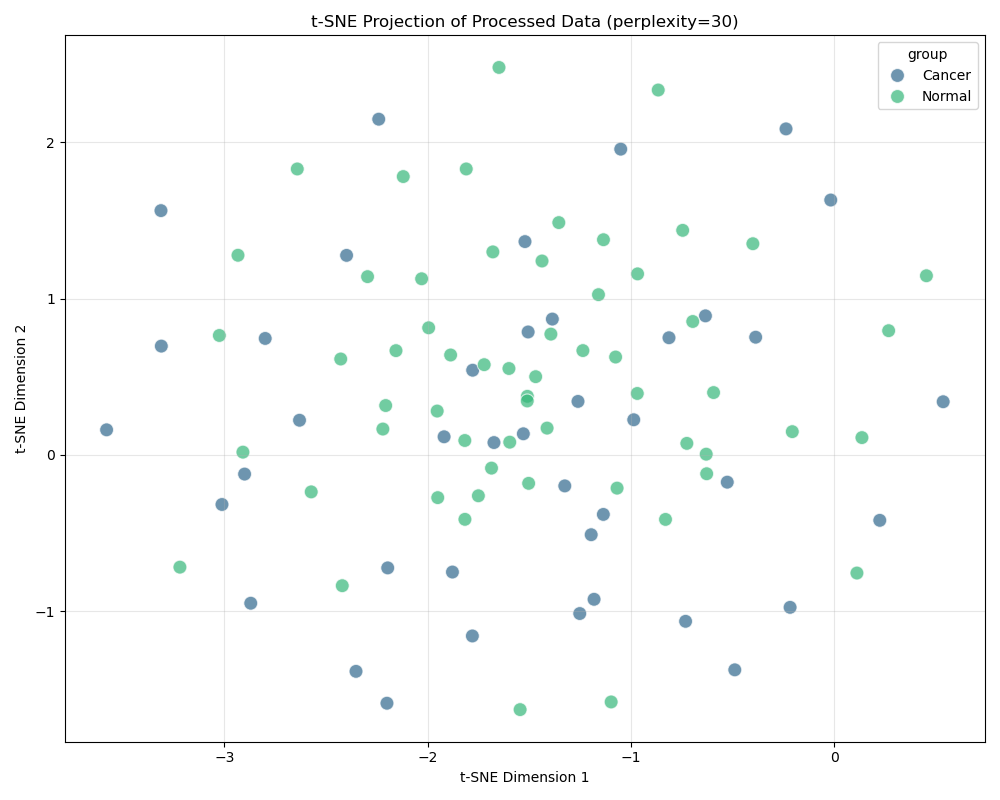 t-SNE Projection of Processed Data (perplexity=30)
group
Cancer
Normal
2
1
0
−1
t-SNE Dimension 2
−3
−2
−1
0
t-SNE Dimension 1